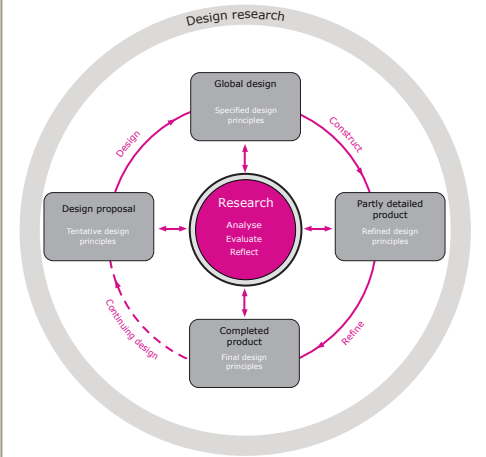 Design research
Global design
Specified design
principles
Design
Construct
Design proposal
Tentative design
principles
Research
Analyse
Evaluate
Reflect
Partly detailed
product
Refined design
principles
Continuing design
Refine
Completed
product
Final design
principles